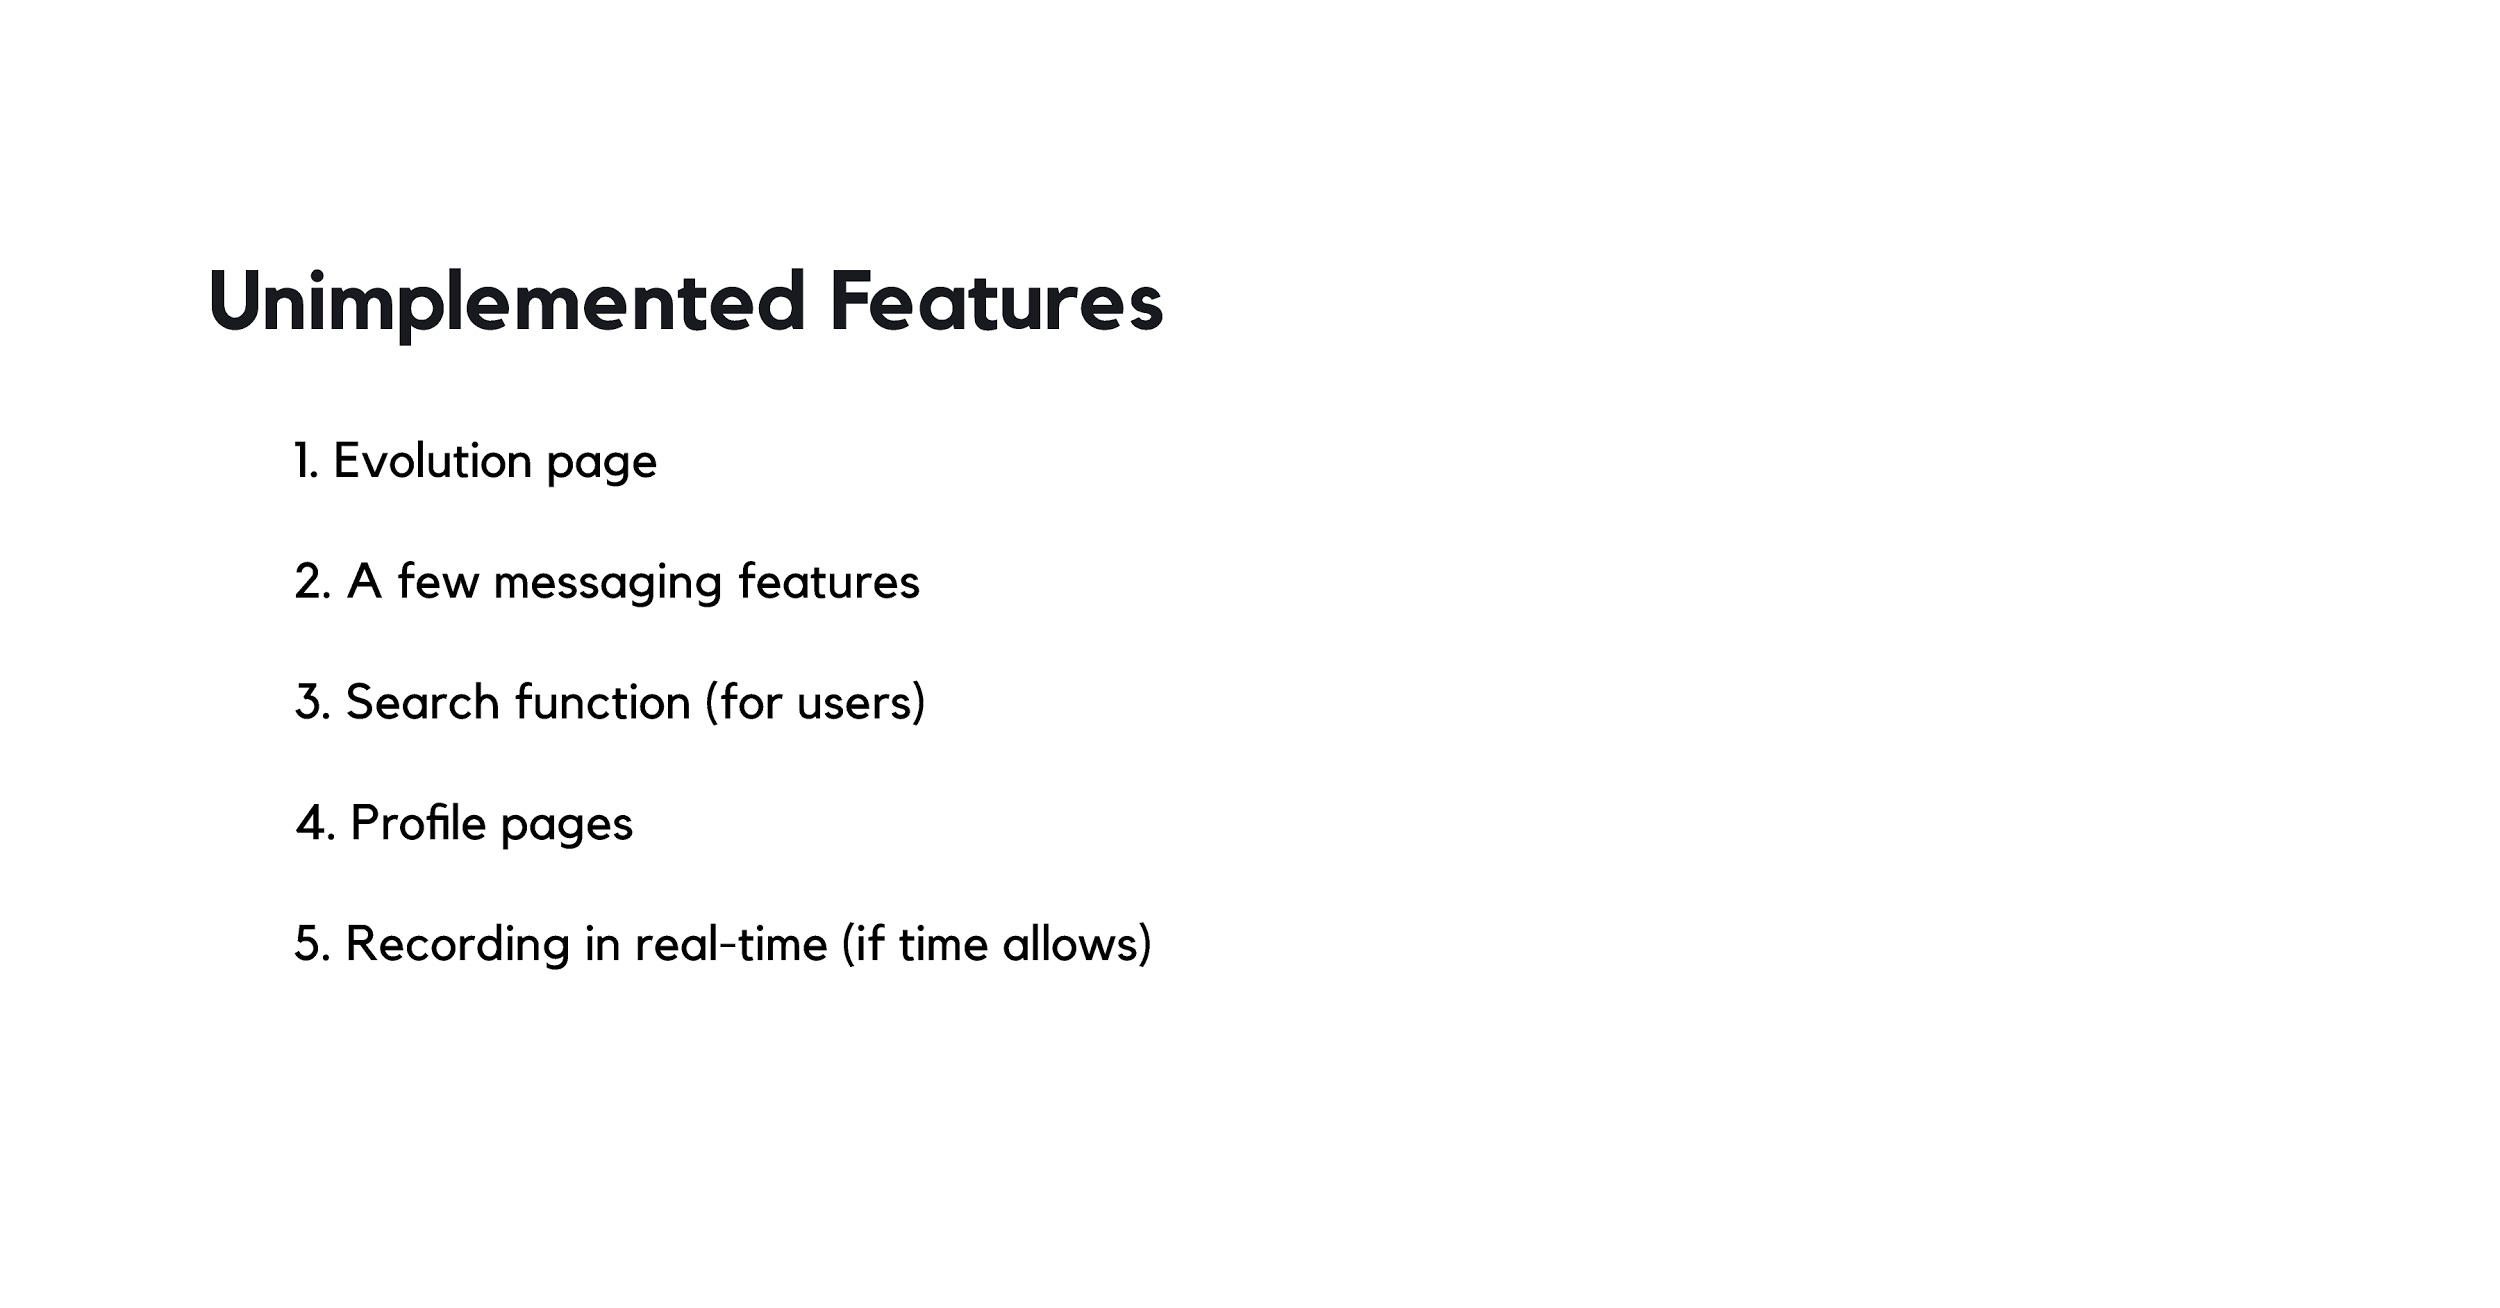 Unimplemented Features
1. Evolution page
2. A few messaging features
3. Search function (for users)
4. Profile pages
5. Recording in real-time (if time allows)